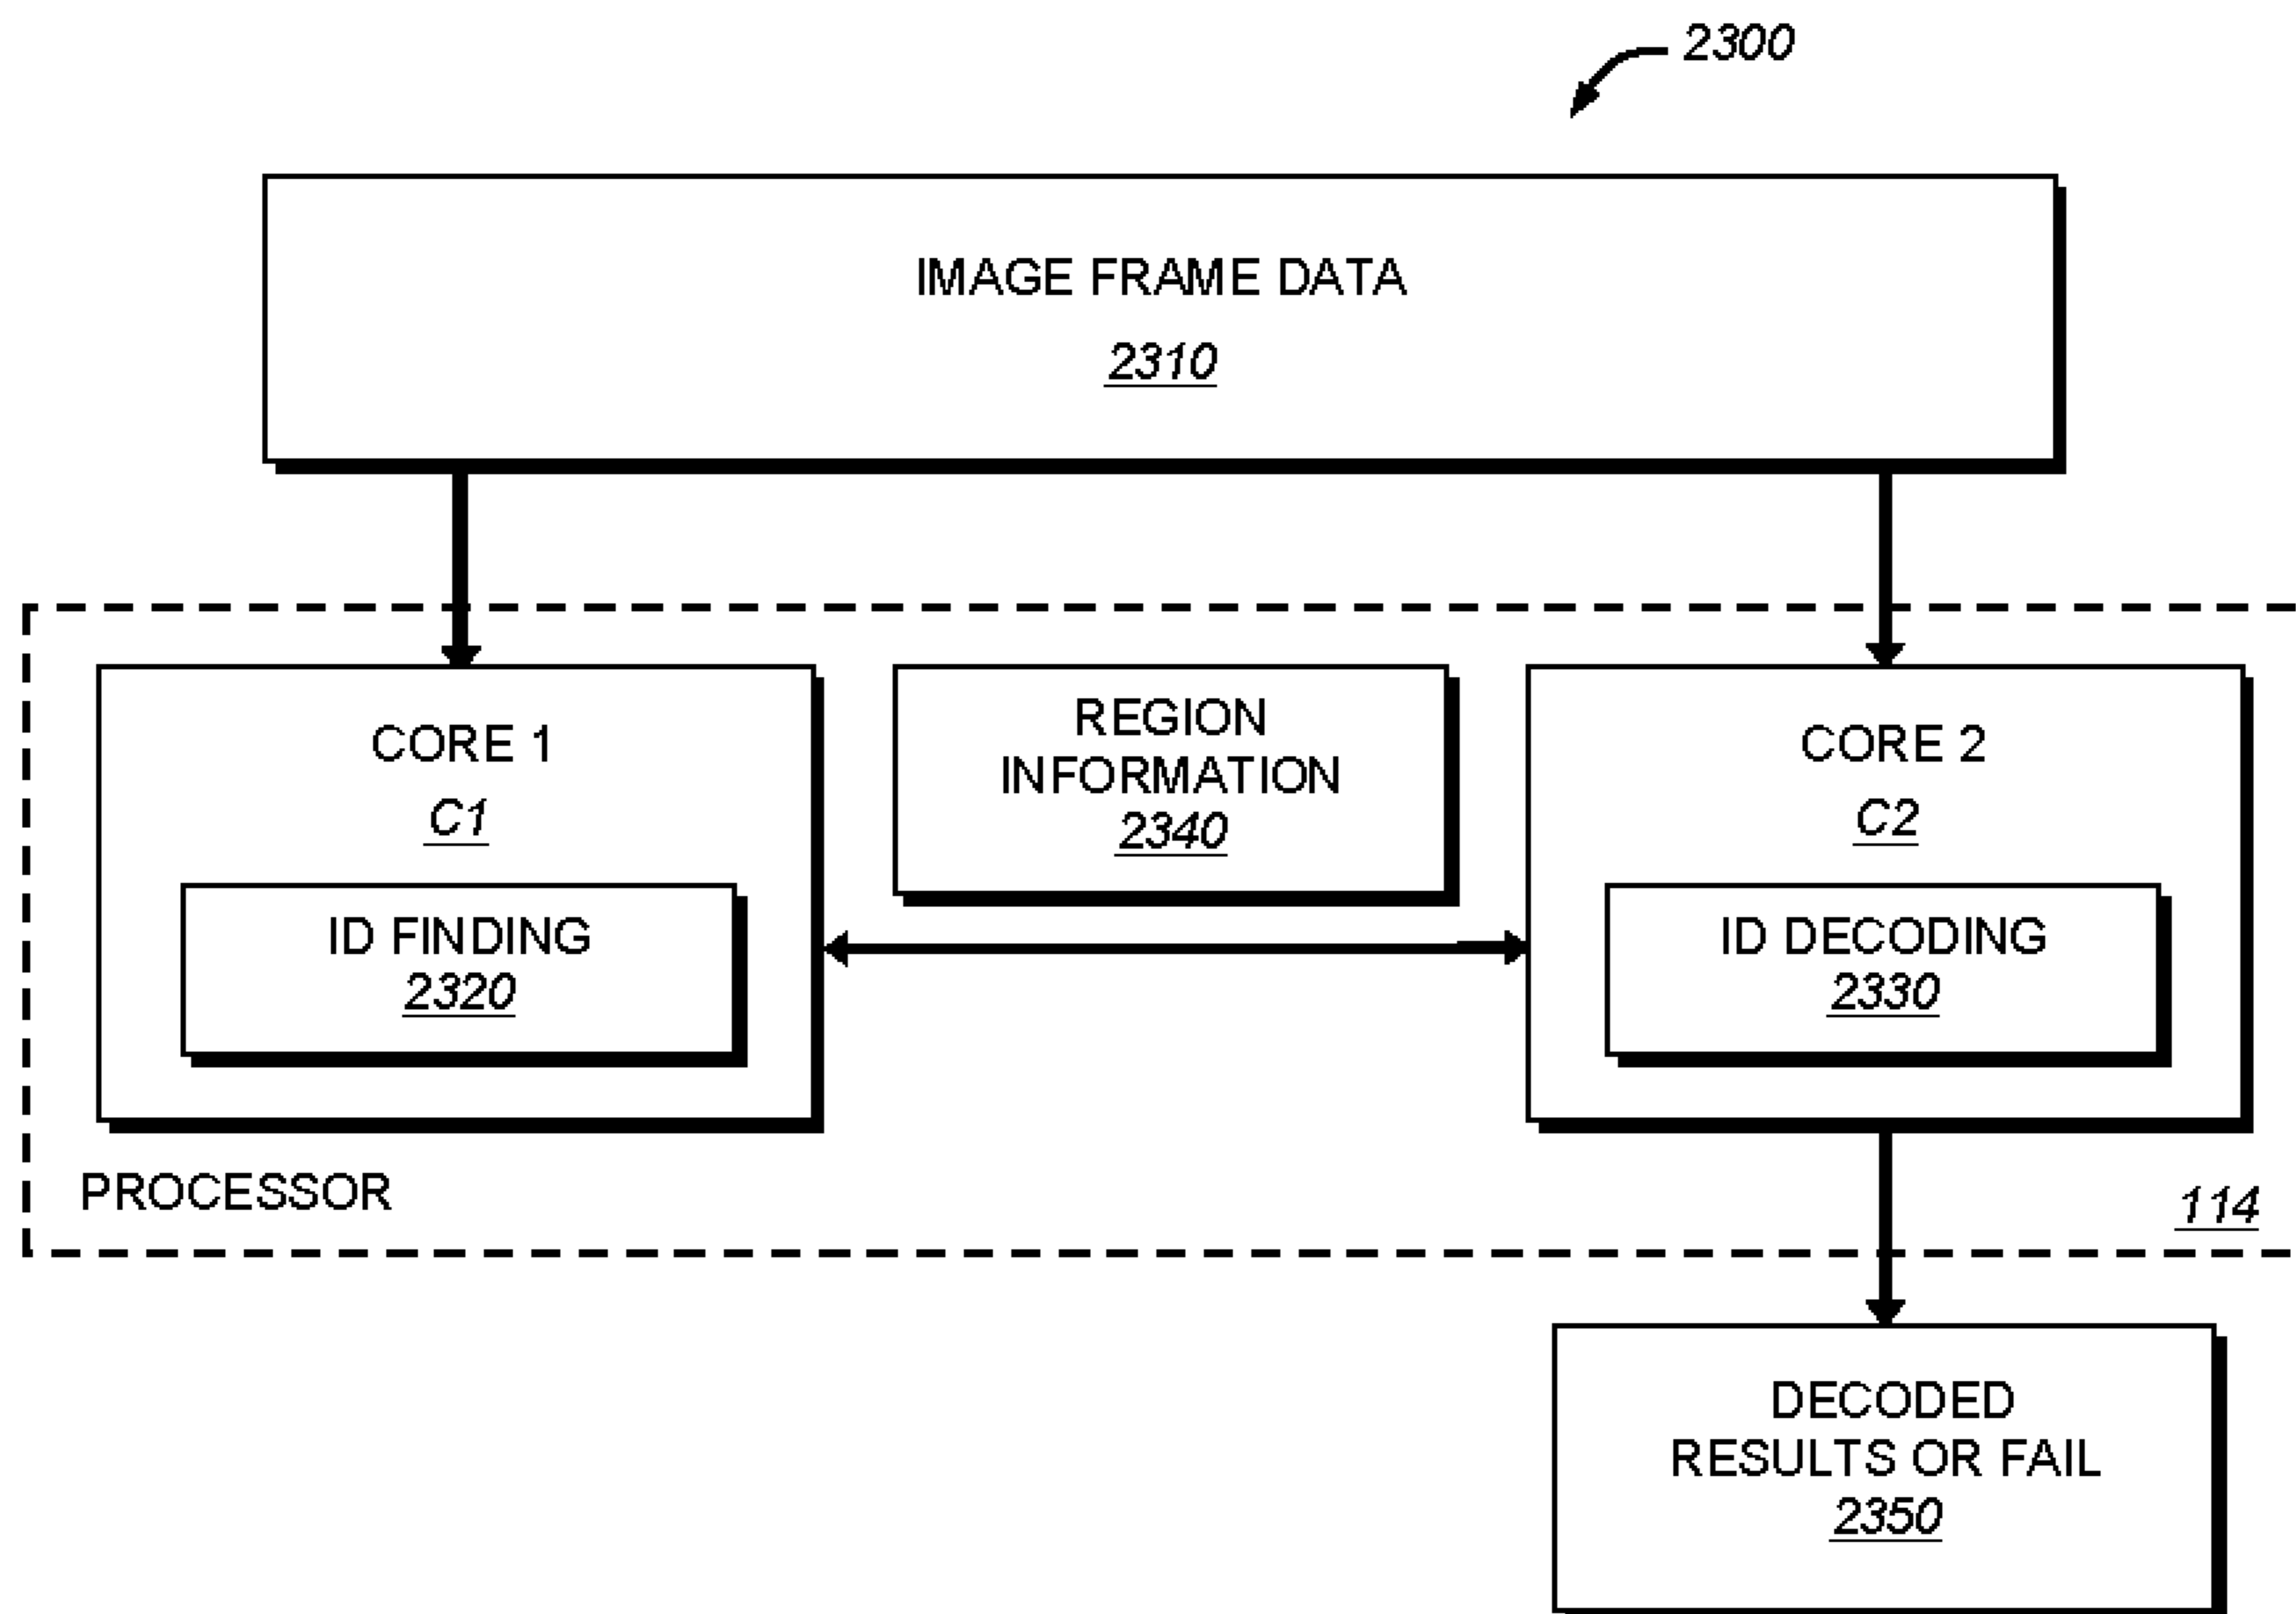 2300
IMAGE FRAME DATA
2310
CORE 1
C1
ID FINDING
2320
REGION
INFORMATION
2340
CORE 2
C2
ID DECODING
2330
PROCESSOR
114
DECODED
RESULTS OR FAIL
2350